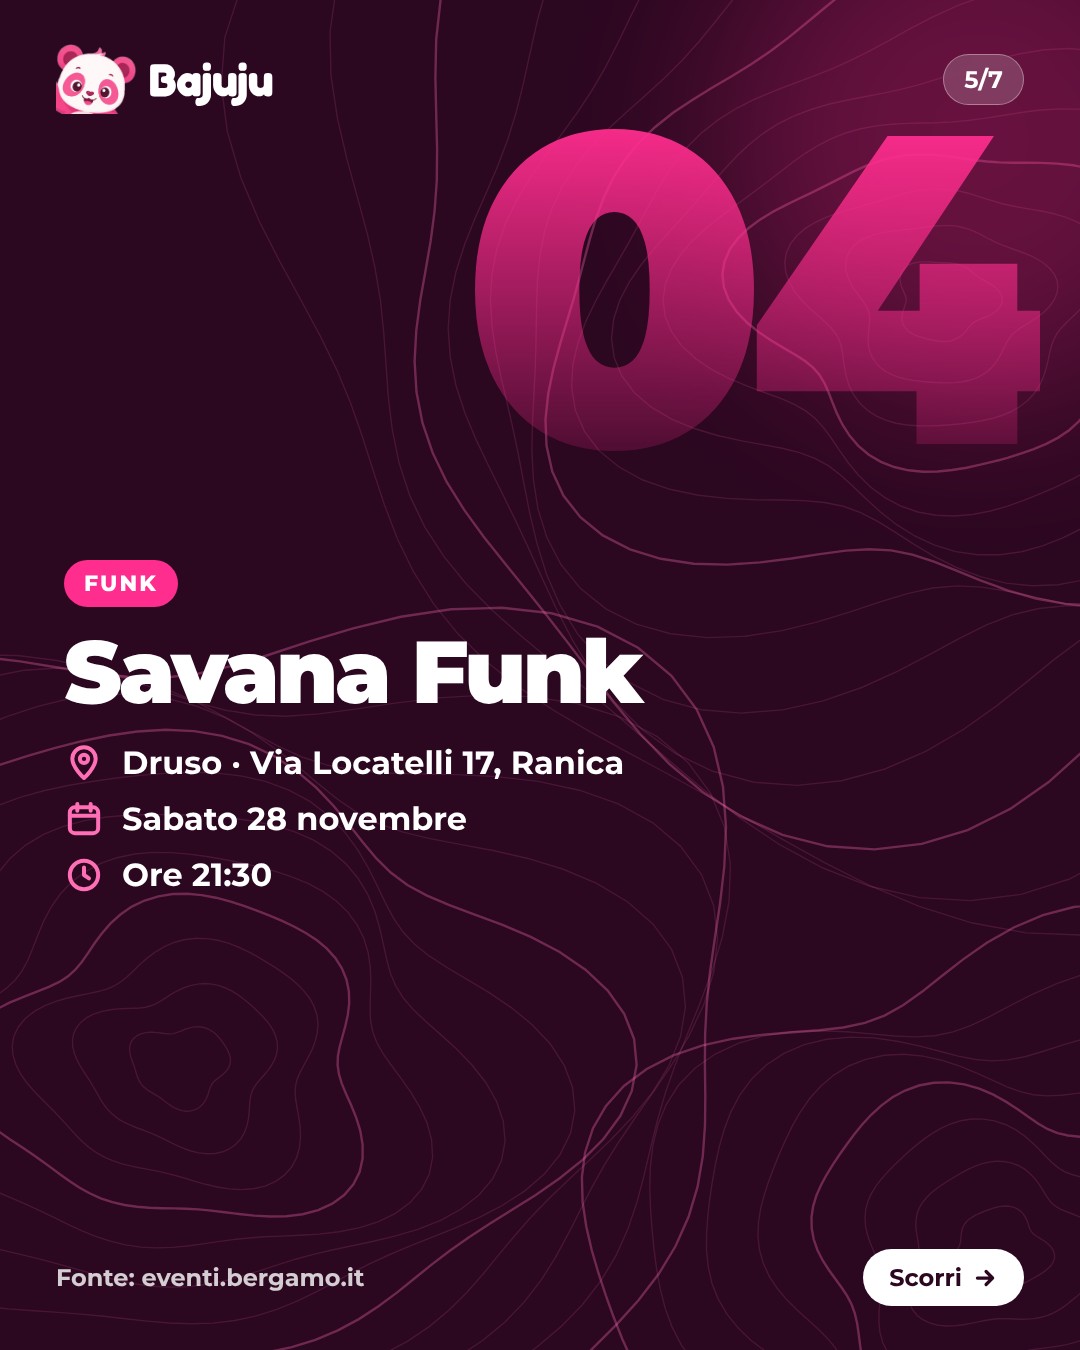 Bajuju
5/7
04
FUNK
Savana Funk
Druso · Via Locatelli 17, Ranica
Sabato 28 novembre
Ore 21:30
Fonte: eventi.bergamo.it
Scorri →